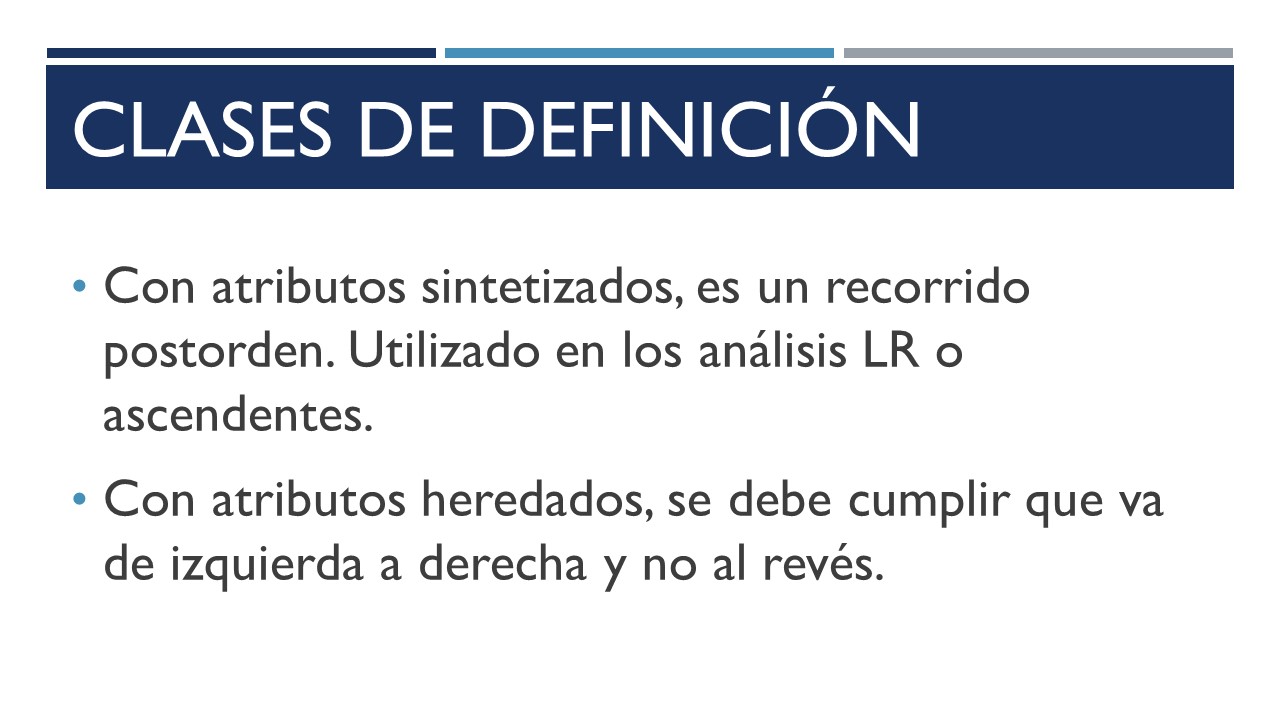 CLASES DE DEFINICIÓN
• Con atributos sintetizados, es un recorrido
postorden. Utilizado en los análisis LR o
ascendentes.
• Con atributos heredados, se debe cumplir que va
de izquierda a derecha y no al revés.